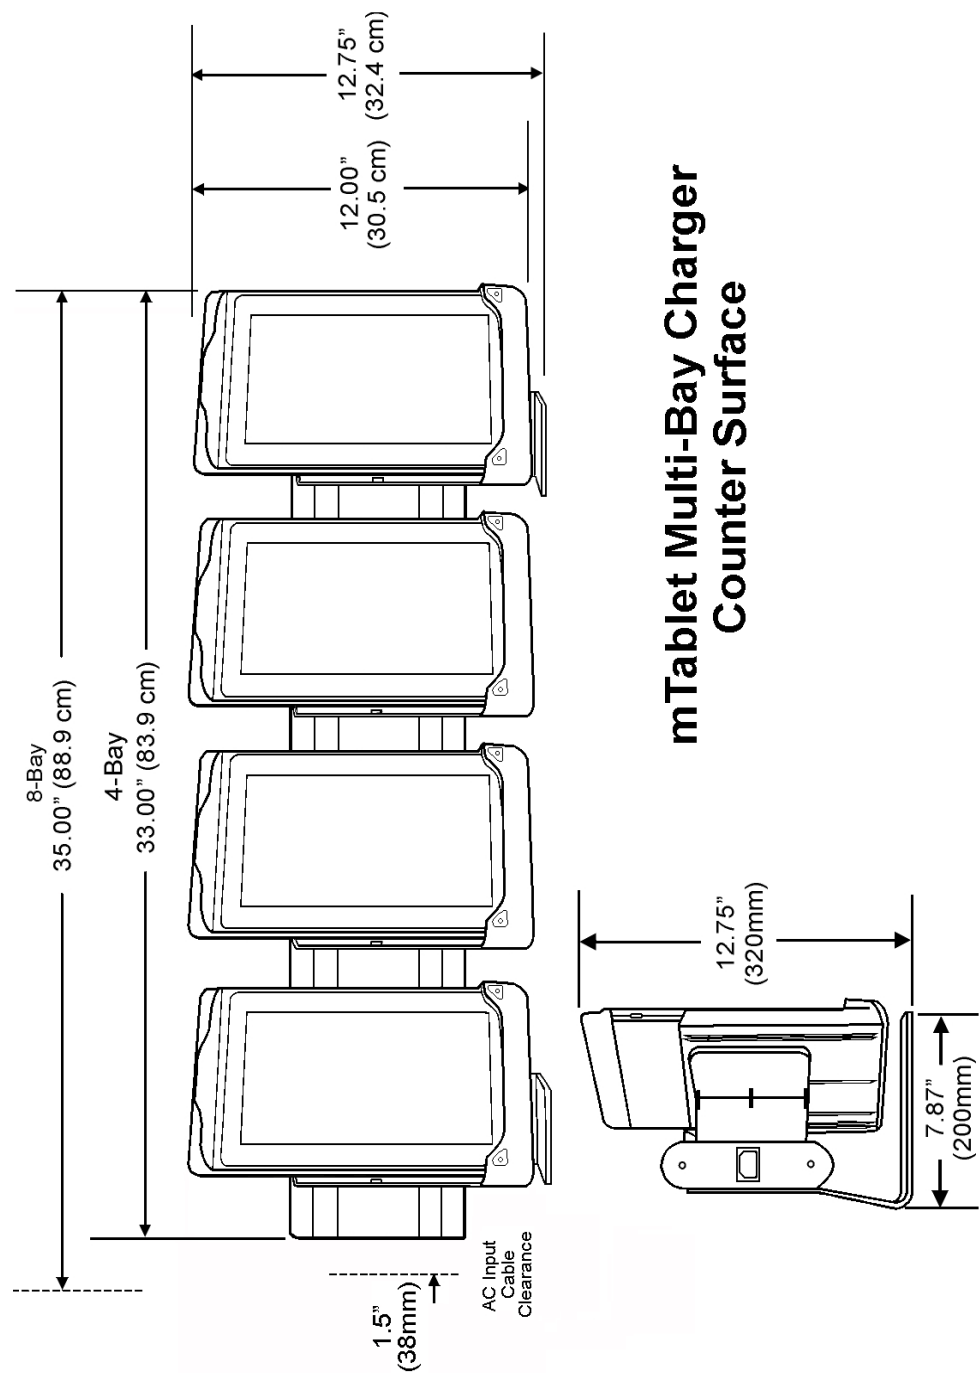 8-Bay
35.00” (88.9 cm)
4-Bay
33.00” (83.9 cm)
12.75”
(32.4 cm)
12.00”
(30.5 cm)
1.5”
(38mm)
AC Input
Cable
Clearance
12.75”
(320mm)
7.87”
(200mm)
mTablet Multi-Bay Charger
Counter Surface